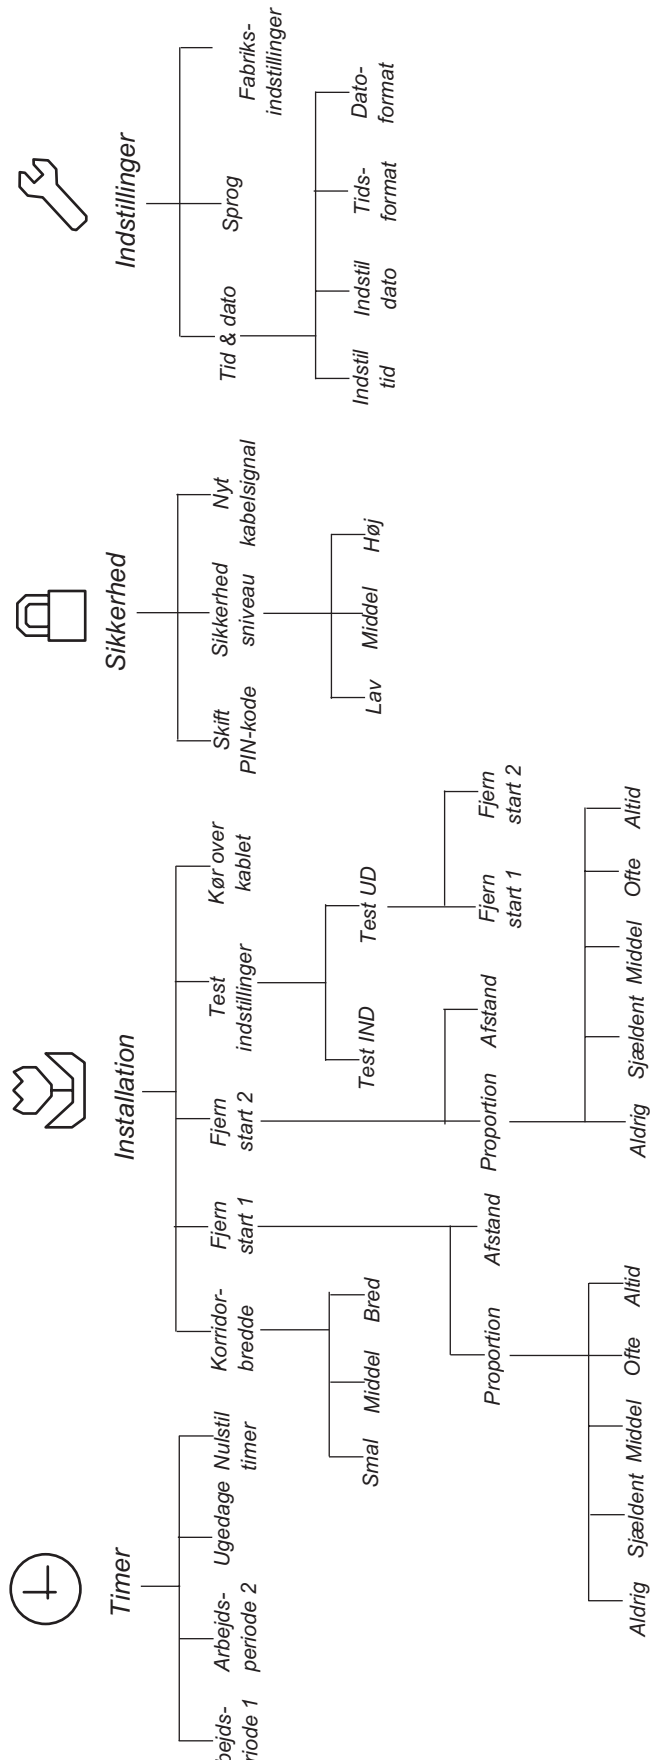 Timer
Arbejds-
periode 2
Ugedage
Nulstil
timer
Installation
Korridor-
bredde
Smal
Middel
Bred
Fjern
start 1
Proportion
Aldrig
Sjældent
Middel
Ofte
Altid
Afstand
Fjern
start 2
Proportion
Aldrig
Sjældent
Middel
Ofte
Altid
Afstand
Test
indstillinger
Test IND
Test UD
Fjern
start 1
Fjern
start 2
Kør over
kablet
Sikkerhed
Skift
PIN-kode
Sikkerhed
sniveau
Lav
Middel
Høj
Nyt
kabelsignal
Indstillinger
Tid & dato
Indstil
tid
Indstil
dato
Tids-
format
Dato-
format
Sprog
Fabriks-
indstillinger